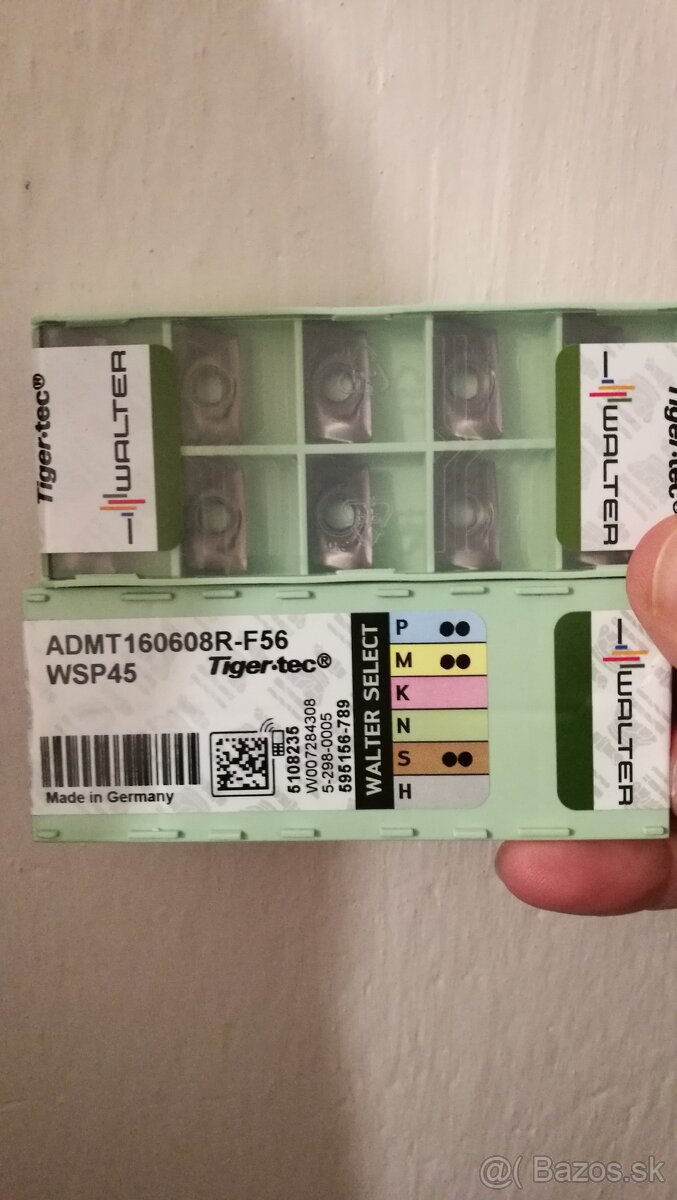 Tiger·tec®
WALTER
WALTER
Tiger·tec®
ADMT160608R-F56
WSP45
Tiger·tec®
Made in Germany
5108235
W007284308
5-298-0005
595156-789
WALTER SELECT
P
M
K
N
S
H
WALTER
@( Bazos.sk